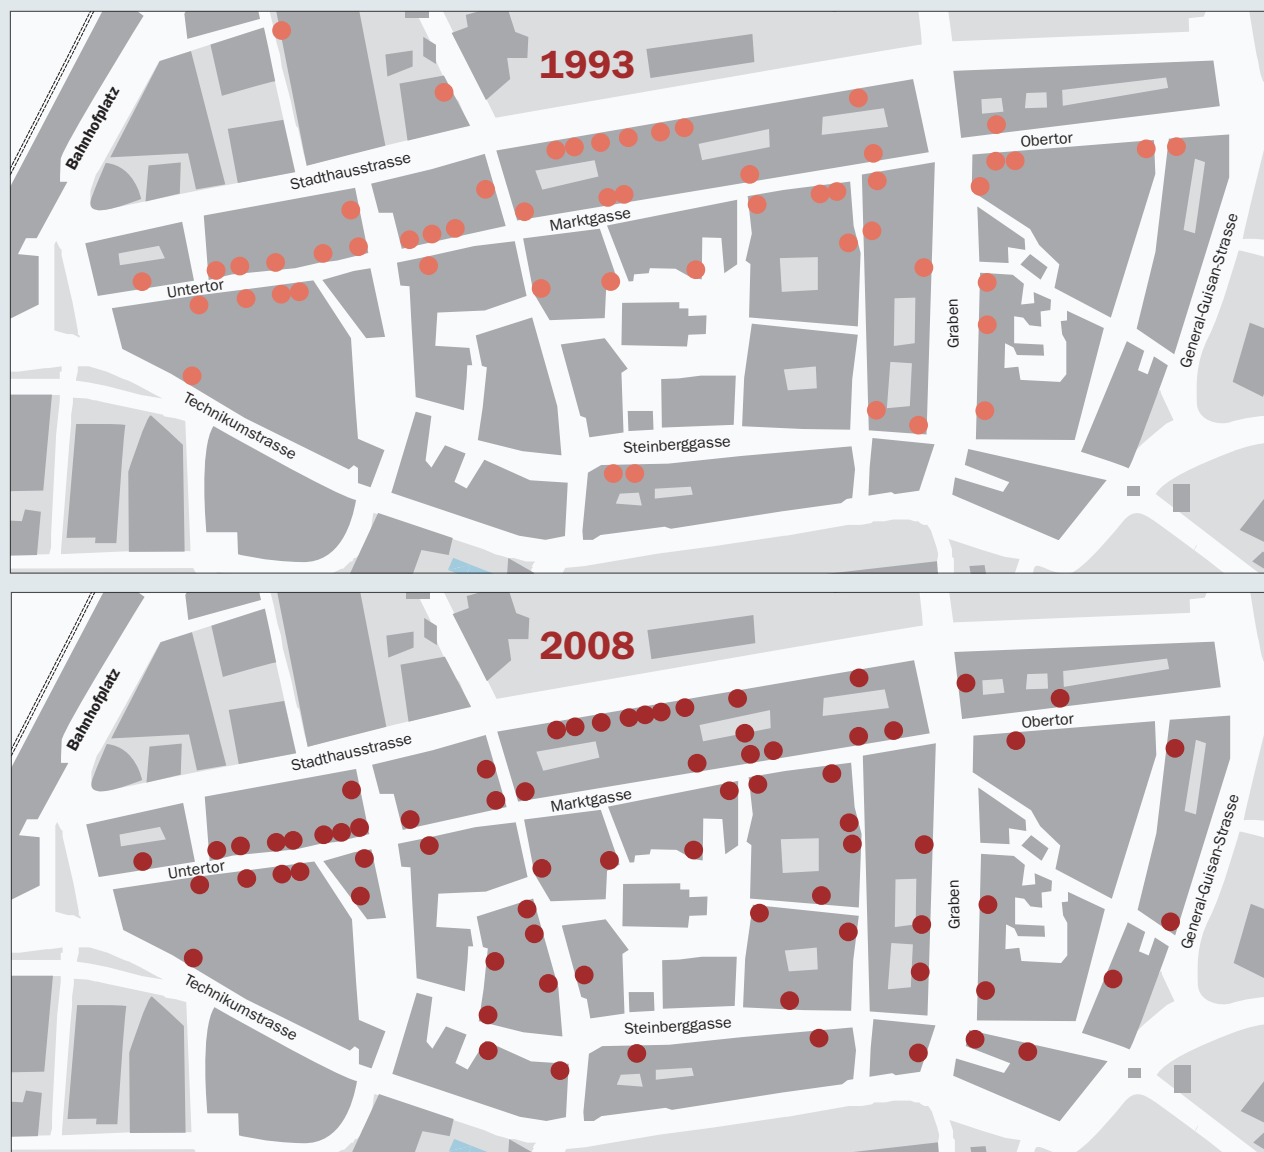 1993
Bahnhofplatz
Stadthausstrasse
Obertor
Marktgasse
Untertor
General-Guisan-Strasse
Graben
Technikumstrasse
Steinberggasse
2008
Bahnhofplatz
Stadthausstrasse
Obertor
Marktgasse
Untertor
General-Guisan-Strasse
Graben
Technikumstrasse
Steinberggasse